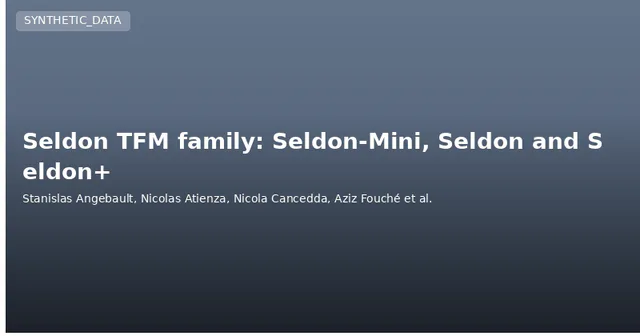 SYNTHETIC_DATA
Seldon TFM family: Seldon-Mini, Seldon and S
eldon+
Stanislas Angebault, Nicolas Atienza, Nicola Cancedda, Aziz Fouché et al.